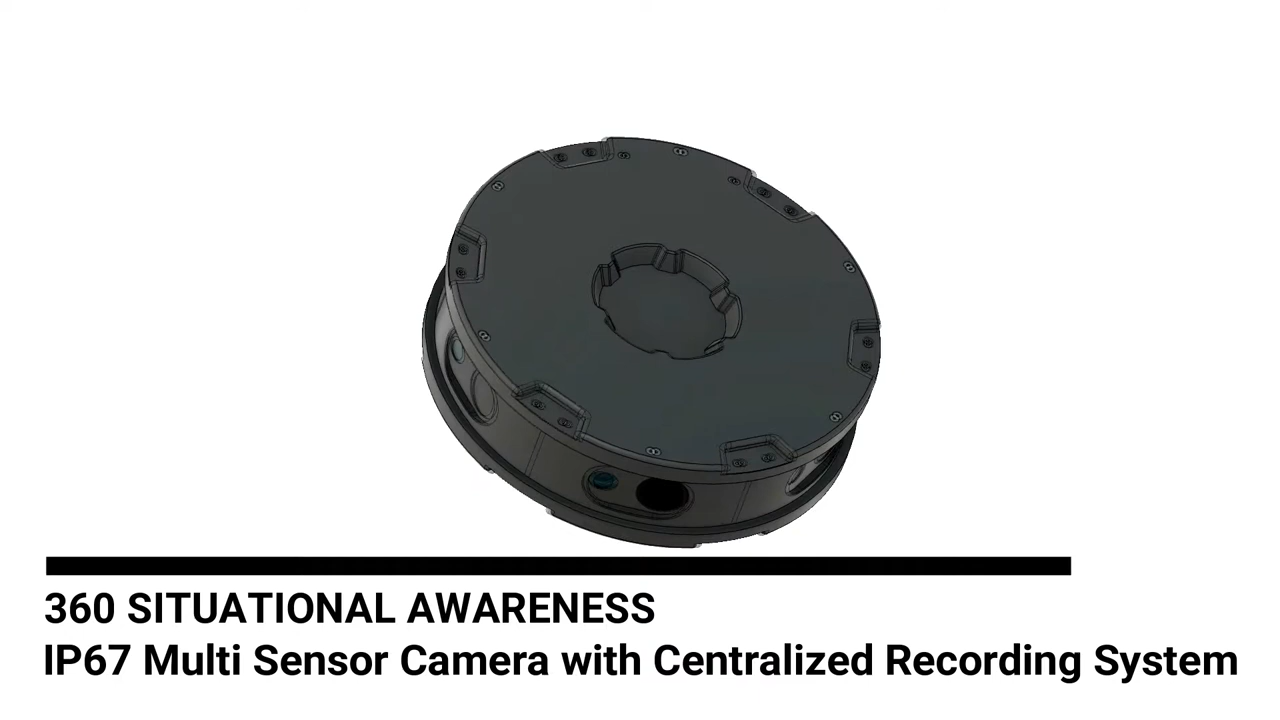 360 SITUATIONAL AWARENESS
IP67 Multi Sensor Camera with Centralized Recording System